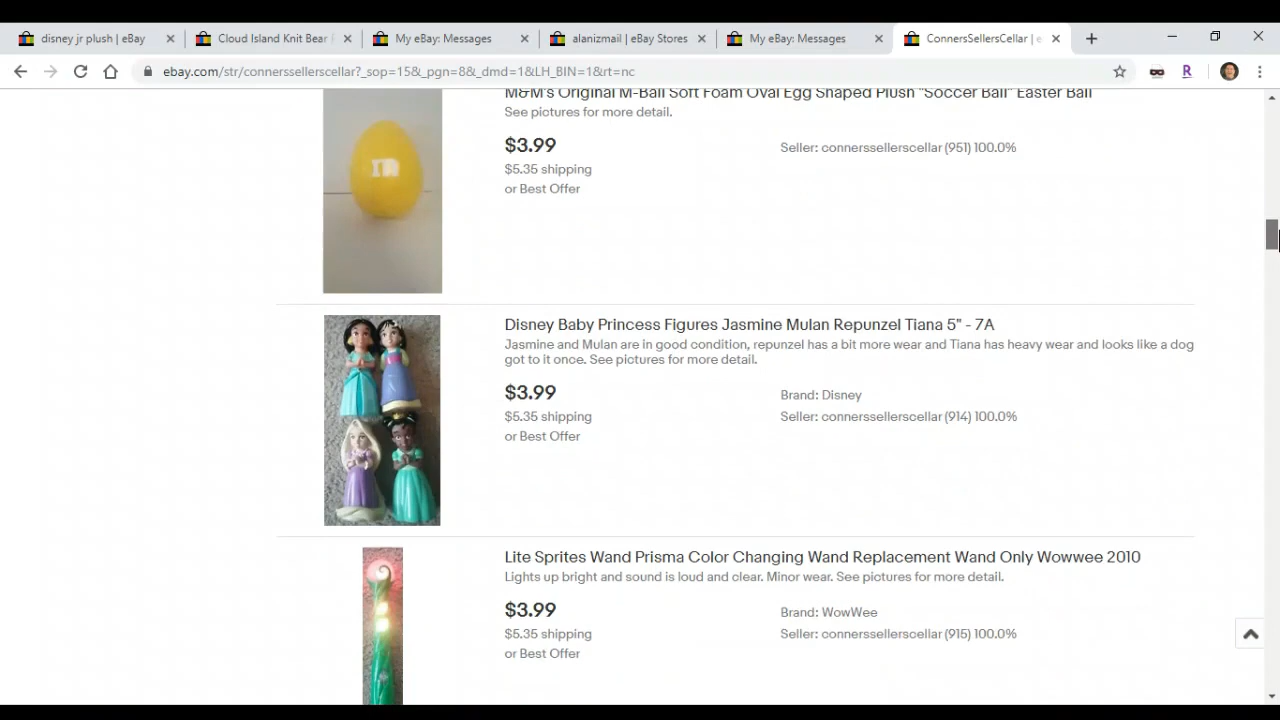 disney jr plush | eBay
Cloud Island Knit Bear
My eBay: Messages
alanizmail | eBay Stores
My eBay: Messages
ConnersSellersCellar | e
ebay.com/str/connerssellerscellar?_sop=15&_pgn=8&_dmd=1&LH_BIN=1&rt=nc
R
M&M's Original M-Ball Soft Foam Oval Egg Shaped Plush "Soccer Ball" Easter Ball
See pictures for more detail.
$3.99
Seller: connerssellerscellar (951) 100.0%
$5.35 shipping
or Best Offer
Disney Baby Princess Figures Jasmine Mulan Repunzel Tiana 5" - 7A
Jasmine and Mulan are in good condition, repunzel has a bit more wear and Tiana has heavy wear and looks like a dog
got to it once. See pictures for more detail.
$3.99
Brand: Disney
$5.35 shipping
Seller: connerssellerscellar (914) 100.0%
or Best Offer
Lite Sprites Wand Prisma Color Changing Wand Replacement Wand Only Wowwee 2010
Lights up bright and sound is loud and clear. Minor wear. See pictures for more detail.
$3.99
Brand: WowWee
$5.35 shipping
Seller: connerssellerscellar (915) 100.0%
or Best Offer